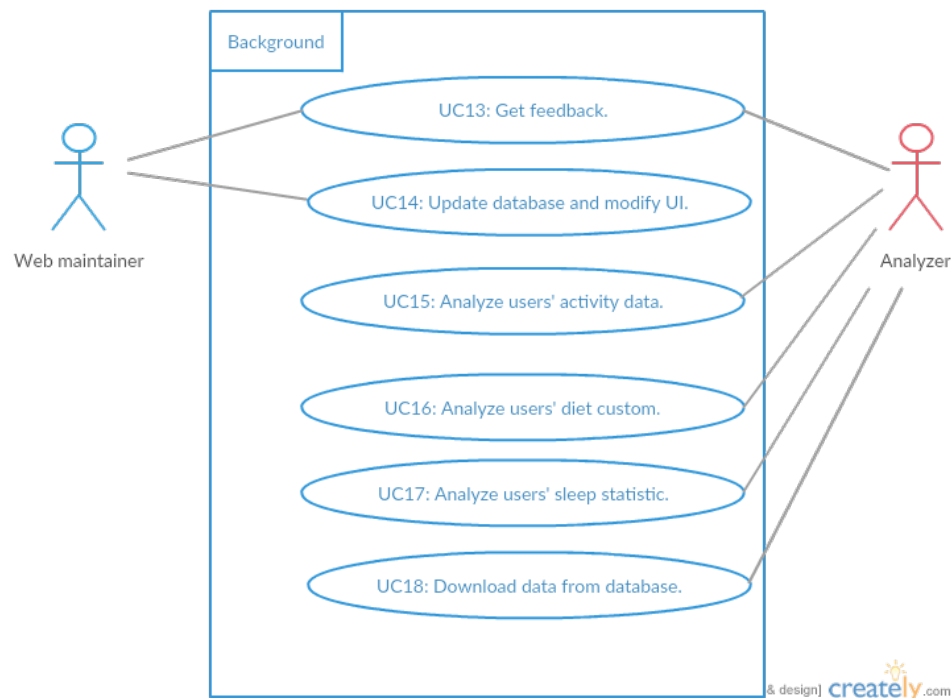 Background
UC13: Get feedback.
UC14: Update database and modify UI.
Web maintainer
Analyzer
UC15: Analyze users' activity data.
UC16: Analyze users' diet custom.
UC17: Analyze users' sleep statistic.
UC18: Download data from database.
& design] creately.com